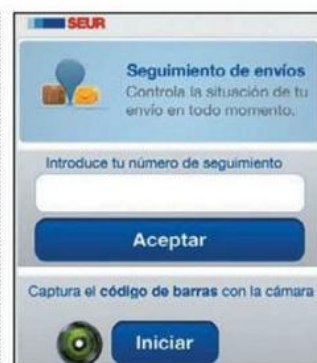 SEUR
Seguimiento de envíos
Controla la situación de tu
envío en todo momento.
Introduce tu número de seguimiento
Aceptar
Captura el código de barras con la cámara
Iniciar